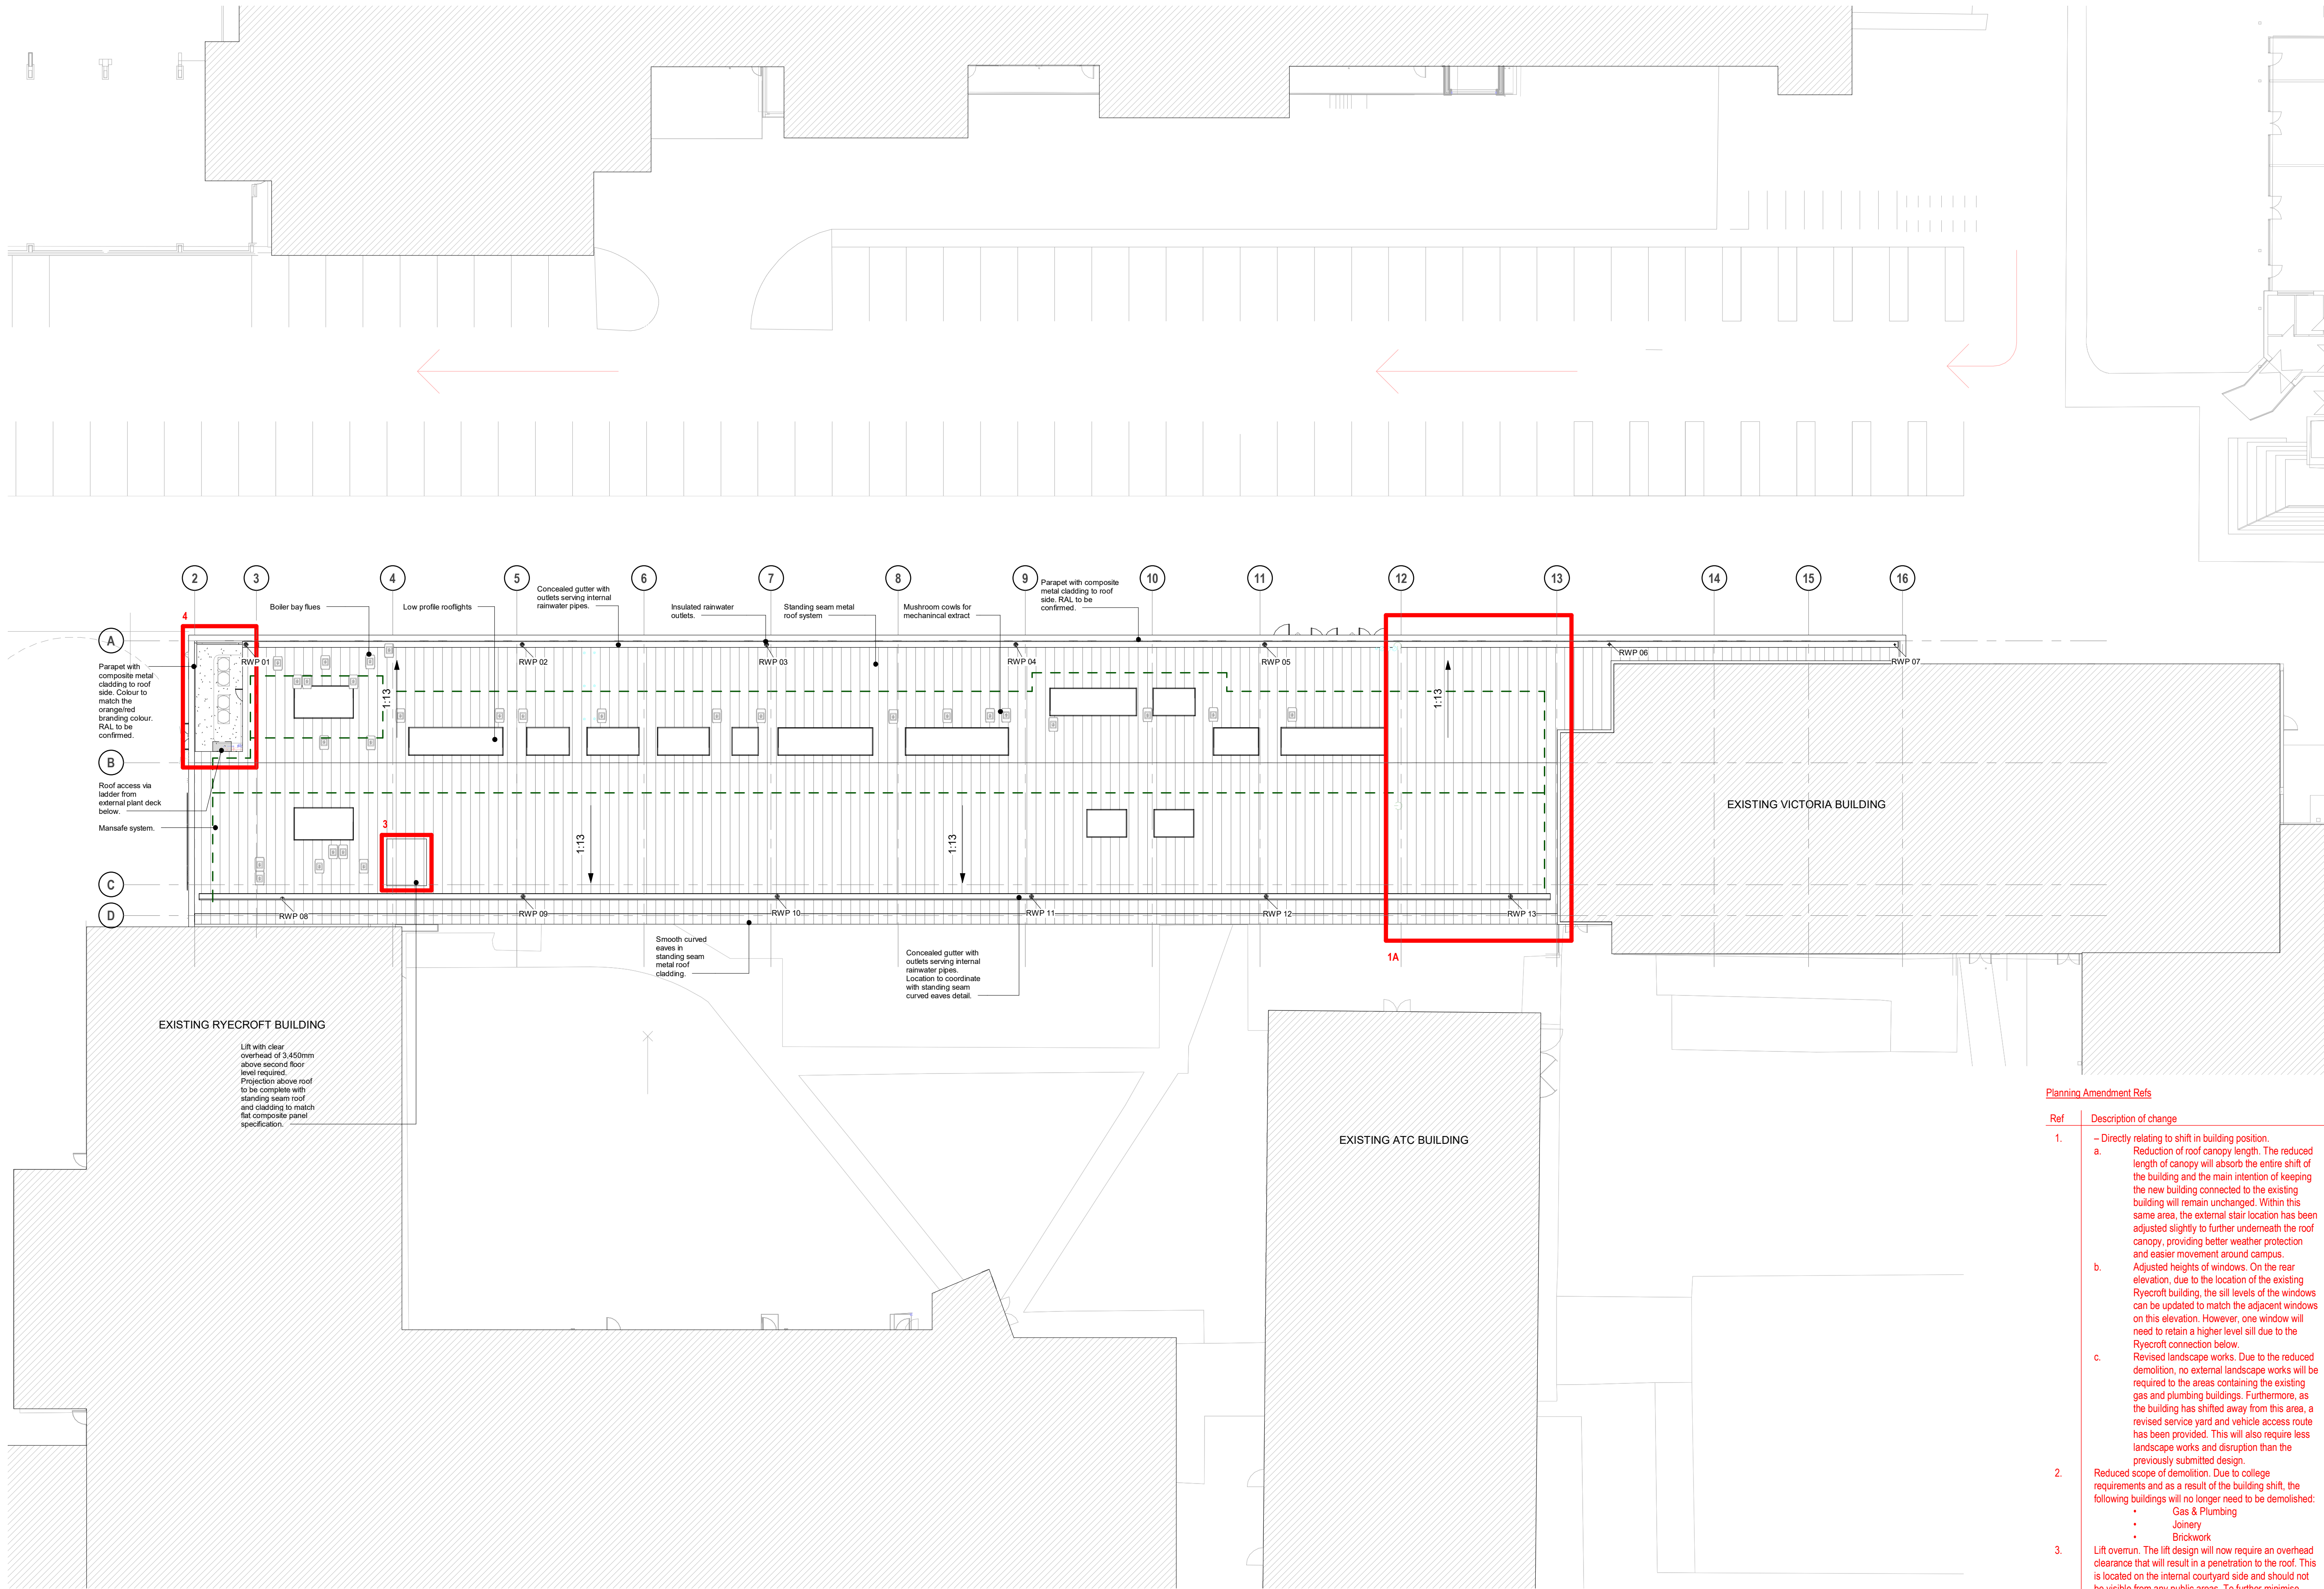 2
3
4
5
6
7
8
9
10
11
12
13
14
15
16
A
B
C
D
4
Boiler bay flues
Low profile rooflights
Concealed gutter with
outlets serving internal
rainwater pipes.
Insulated rainwater
outlets.
Standing seam metal
roof system
Mushroom cowls for
mechanincal extract
Parapet with composite
metal cladding to roof
side. RAL to be
confirmed.
RWP 01
RWP 02
RWP 03
RWP 04
RWP 05
RWP 06
RWP 07
Parapet with
composite metal
cladding to roof
side. Colour to
match the
orange/red
branding colour.
RAL to be
confirmed.
1:13
1:13
Roof access via
ladder from
external plant deck
below.
Mansafe system.
3
1:13
1:13
EXISTING VICTORIA BUILDING
RWP 08
RWP 09
RWP 10
RWP 11
RWP 12
RWP 13
Smooth curved
eaves in
standing seam
metal roof
cladding.
Concealed gutter with
outlets serving internal
rainwater pipes.
Location to coordinate
with standing seam
curved eaves detail.
1A
EXISTING RYECROFT BUILDING
Lift with clear
overhead of 3,450mm
above second floor
level required.
Projection above roof
to be complete with
standing seam roof
and cladding to match
flat composite panel
specification.
EXISTING ATC BUILDING
Planning Amendment Refs
Ref Description of change
1. – Directly relating to shift in building position.
a. Reduction of roof canopy length. The reduced
length of canopy will absorb the entire shift of
the building and the main intention of keeping
the new building connected to the existing
building will remain unchanged. Within this
same area, the external stair location has been
adjusted slightly to further underneath the roof
canopy, providing better weather protection
and easier movement around campus.
b. Adjusted heights of windows. On the rear
elevation, due to the location of the existing
Ryecroft building, the sill levels of the windows
can be updated to match the adjacent windows
on this elevation. However, one window will
need to retain a higher level sill due to the
Ryecroft connection below.
c. Revised landscape works. Due to the reduced
demolition, no external landscape works will be
required to the areas containing the existing
gas and plumbing buildings. Furthermore, as
the building has shifted away from this area, a
revised service yard and vehicle access route
has been provided. This will also require less
landscape works and disruption than the
previously submitted design.
2. Reduced scope of demolition. Due to college
requirements and as a result of the building shift, the
following buildings will no longer need to be demolished:
• Gas & Plumbing
• Joinery
• Brickwork
3. Lift overrun. The lift design will now require an overhead
clearance that will result in a penetration to the roof. This
is located on the internal courtyard side and should not
be visible from any public areas. To further minimise